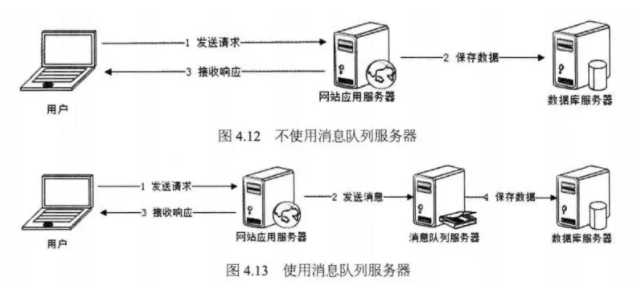 1 发送请求
2 保存数据
3 接收响应
用户
网站应用服务器
数据库服务器
图 4.12 不使用消息队列服务器
1 发送请求
2 发送消息
4 保存数据
3 接收响应
用户
网站应用服务器
消息队列服务器
数据库服务器
图 4.13 使用消息队列服务器